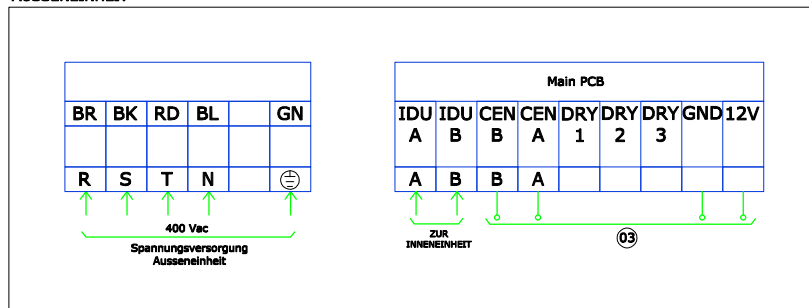 AUSSENEINHEIT
Main PCB
BR BK RD BL GN
R S T N
400 Vac
Spannungsversorgung
Ausseneinheit
IDU A IDU B CEN B CEN A DRY 1 DRY 2 DRY 3 GND 12V
A B B A
ZUR
INNENEINHEIT
03